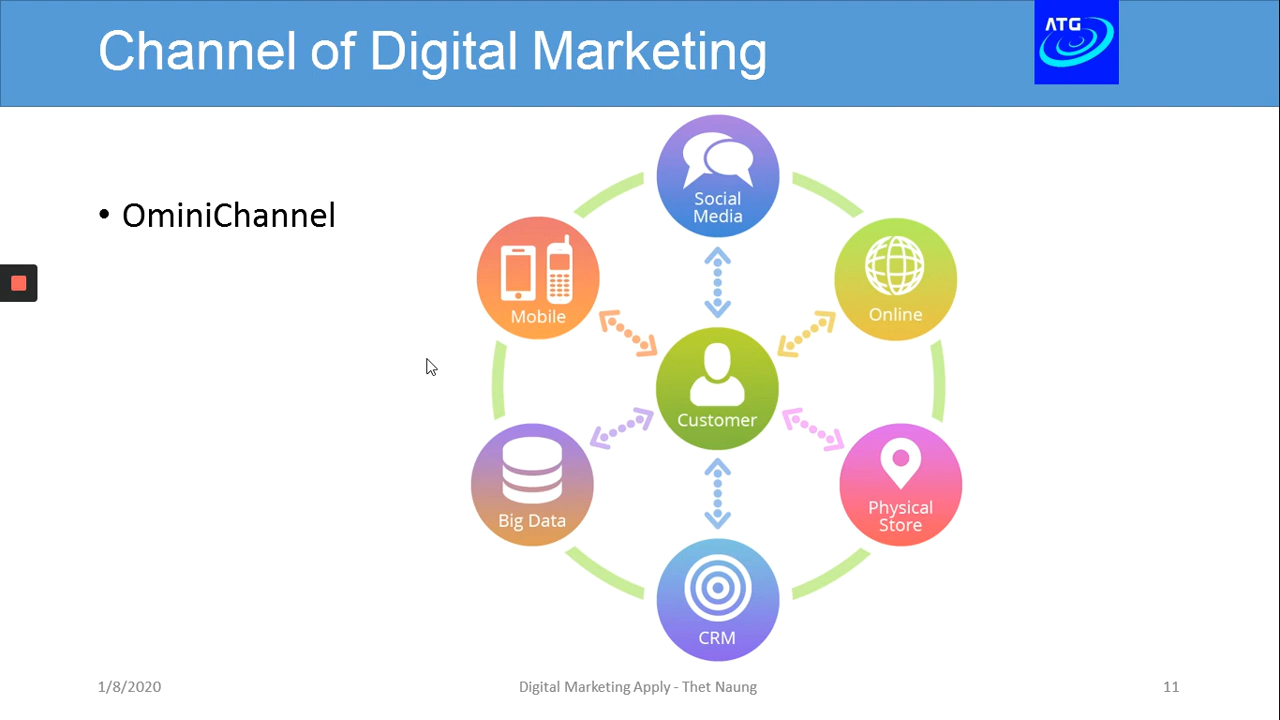 Channel of Digital Marketing
ATG
• OminiChannel
Social
Media
Mobile
Online
Customer
Big Data
Physical
Store
CRM
1/8/2020
Digital Marketing Apply - Thet Naung
11